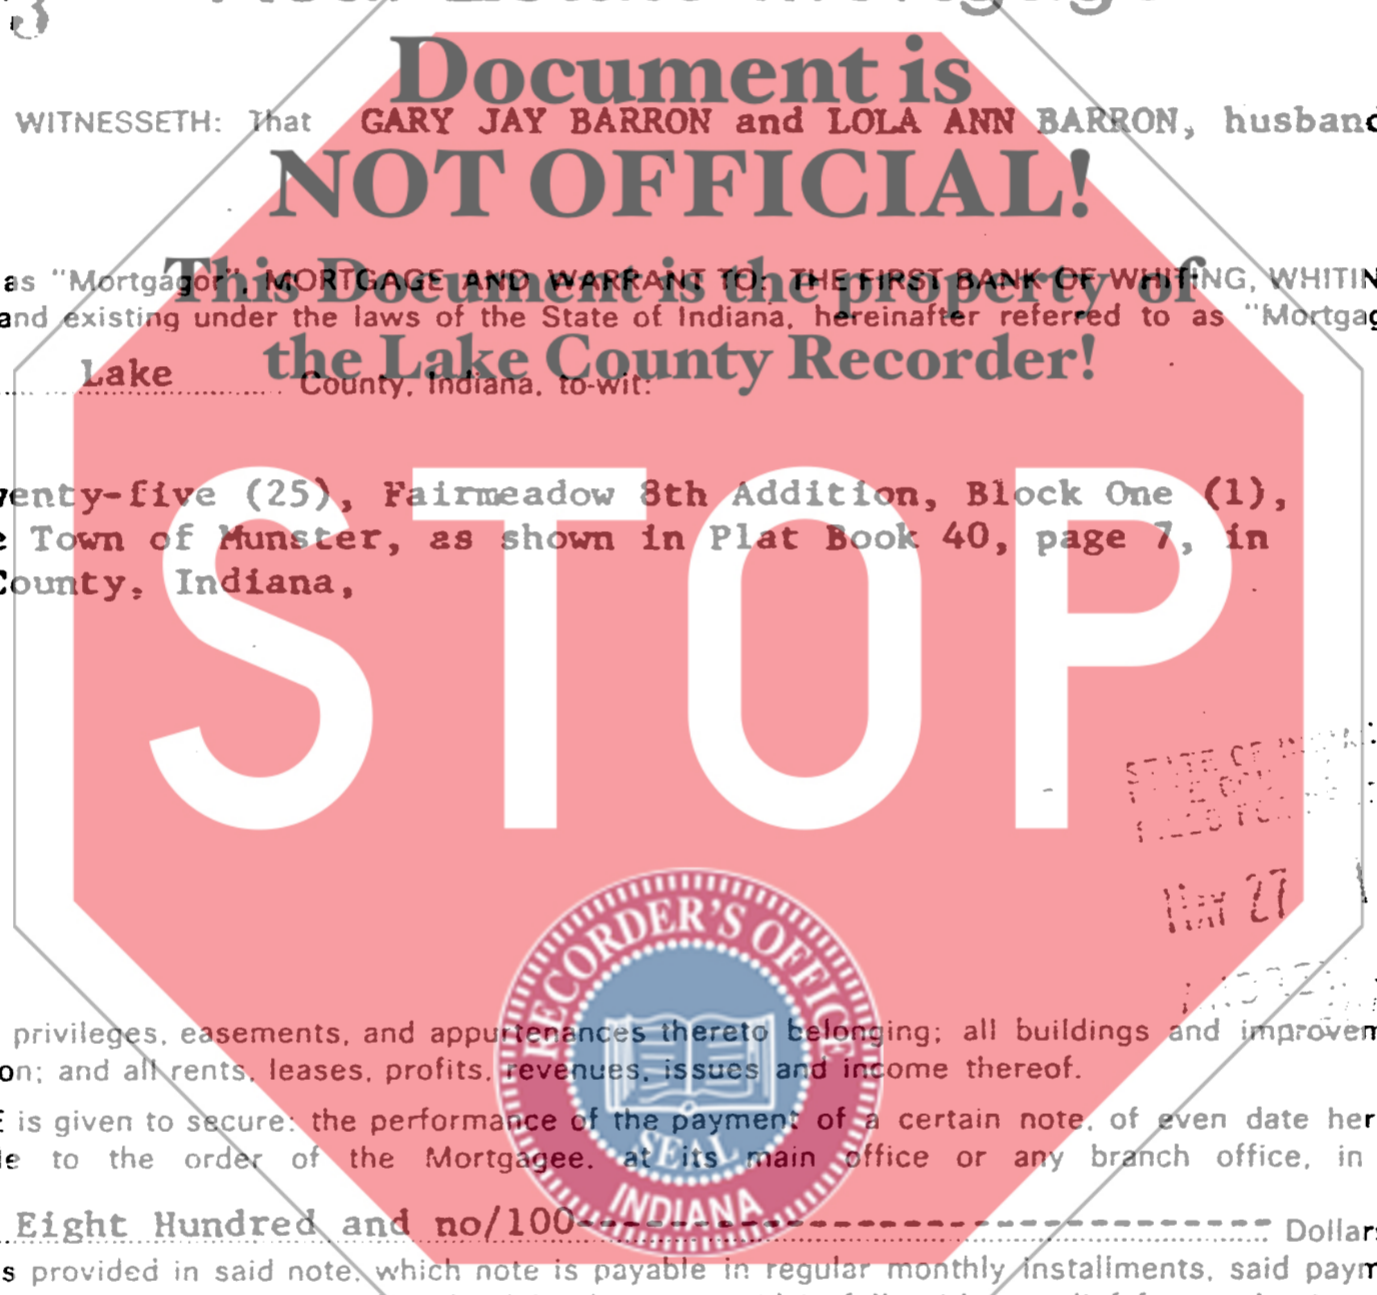 Document is
WITNESSETH: That GARY JAY BARRON and LOLA ANN BARRON, husband
NOT OFFICIAL!
as "Mortgagor", MORTGAGE AND WARRANT TO: THE FIRST BANK OF WHITING, WHITIN
This Document is the property of
and existing under the laws of the State of Indiana, hereinafter referred to as "Mortgag
the Lake County Recorder!
Lake County, Indiana, to-wit:
wenty-five (25), Fairmeadow 8th Addition, Block One (1),
e Town of Munster, as shown in Plat Book 40, page 7, in
County, Indiana,
STOP
STATE OF
MAY 27
RECORDER'S OFFICE
privileges, easements, and appurtenances thereto belonging; all buildings and improvem
on; and all rents, leases, profits, revenues, issues and income thereof.
E is given to secure: the performance of the payment of a certain note, of even date her
SEAL
le to the order of the Mortgagee, at its main office or any branch office, in
INDIANA
Eight Hundred and no/100------------------------------ Dollars
s provided in said note, which note is payable in regular monthly installments, said paym